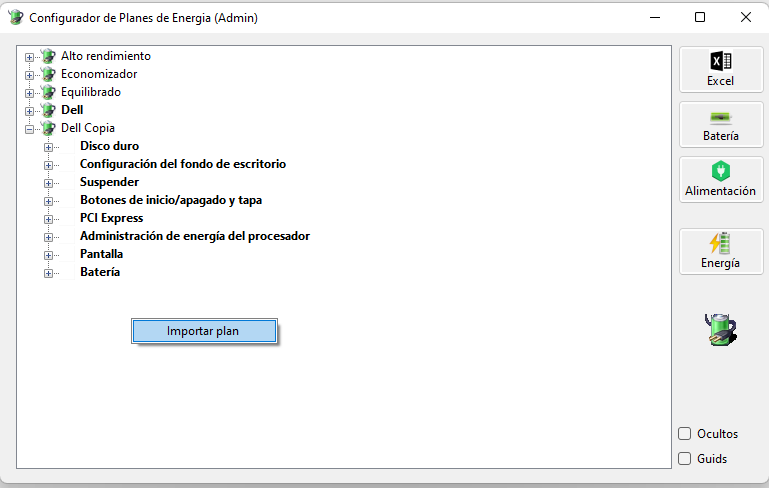 Configurador de Planes de Energia (Admin)
Alto rendimiento
Economizador
Equilibrado
Dell
Dell Copia
Disco duro
Configuración del fondo de escritorio
Suspender
Botones de inicio/apagado y tapa
PCI Express
Administración de energía del procesador
Pantalla
Batería
Importar plan
Excel
Batería
Alimentación
Energía
Ocultos
Guids